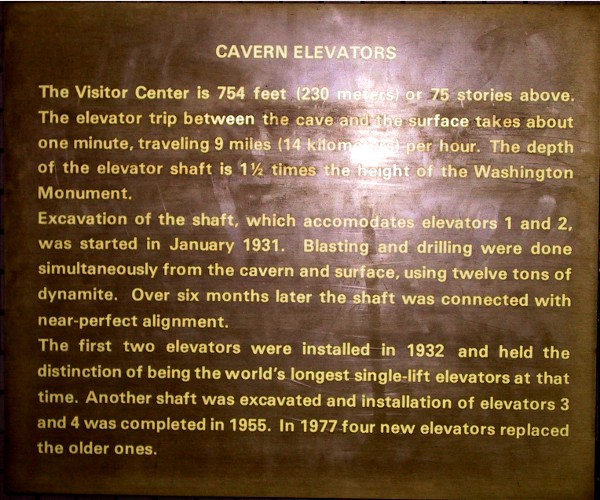 CAVERN ELEVATORS
The Visitor Center is 754 feet (230 meters) or 75 stories above.
The elevator trip between the cave and the surface takes about
one minute, traveling 9 miles (14 kilometers) per hour. The depth
of the elevator shaft is 1½ times the height of the Washington
Monument.
Excavation of the shaft, which accomodates elevators 1 and 2,
was started in January 1931. Blasting and drilling were done
simultaneously from the cavern and surface, using twelve tons of
dynamite. Over six months later the shaft was connected with
near-perfect alignment.
The first two elevators were installed in 1932 and held the
distinction of being the world's longest single-lift elevators at that
time. Another shaft was excavated and installation of elevators 3
and 4 was completed in 1955. In 1977 four new elevators replaced
the older ones.